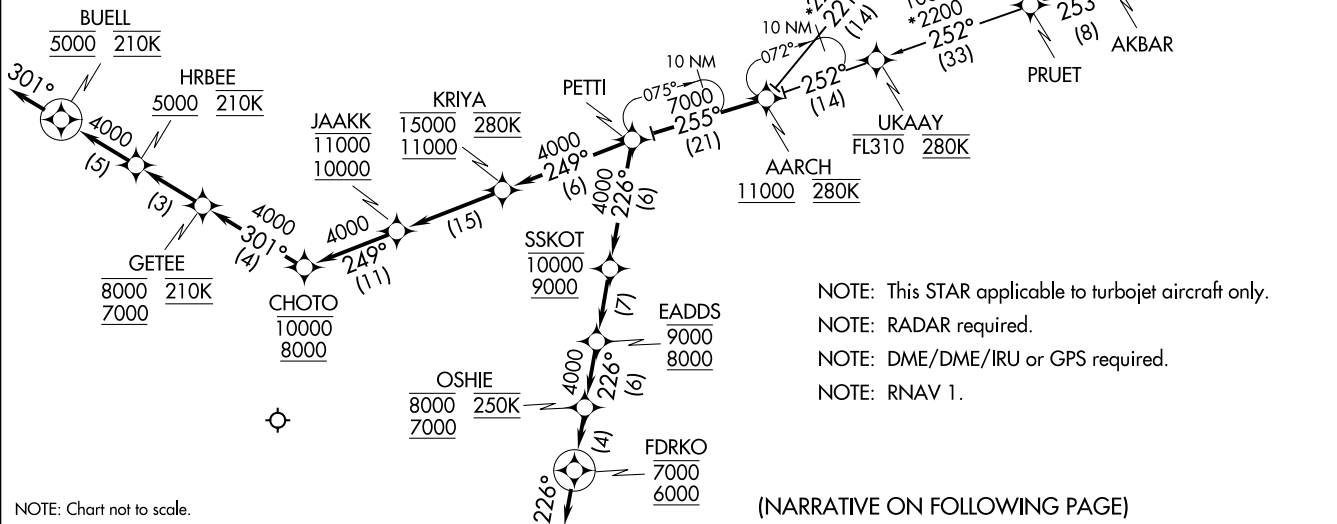 BUELL
5000 210K
301°
HRBEE
5000 210K
4000
(5)
(3)
GETEE
8000 210K
7000
4000
301°
(4)
CHOTO
10000
8000
JAAKK
11000
10000
4000
249°
(11)
KRIYA
15000 280K
11000
(15)
4000
249°
(6)
PETTI
10 NM
075°
7000
255°
(21)
10 NM
072°
(14)
252°
(14)
AARCH
11000 280K
UKAAY
FL310 280K
*2200
252°
(33)
PRUET
253
(8)
AKBAR
4000
226°
(6)
SSKOT
10000
9000
(7)
EADDS
9000
8000
4000
226°
(6)
OSHIE
8000 250K
7000
(4)
FDRKO
7000
6000
226°
NOTE: This STAR applicable to turbojet aircraft only.
NOTE: RADAR required.
NOTE: DME/DME/IRU or GPS required.
NOTE: RNAV 1.
NOTE: Chart not to scale.
(NARRATIVE ON FOLLOWING PAGE)